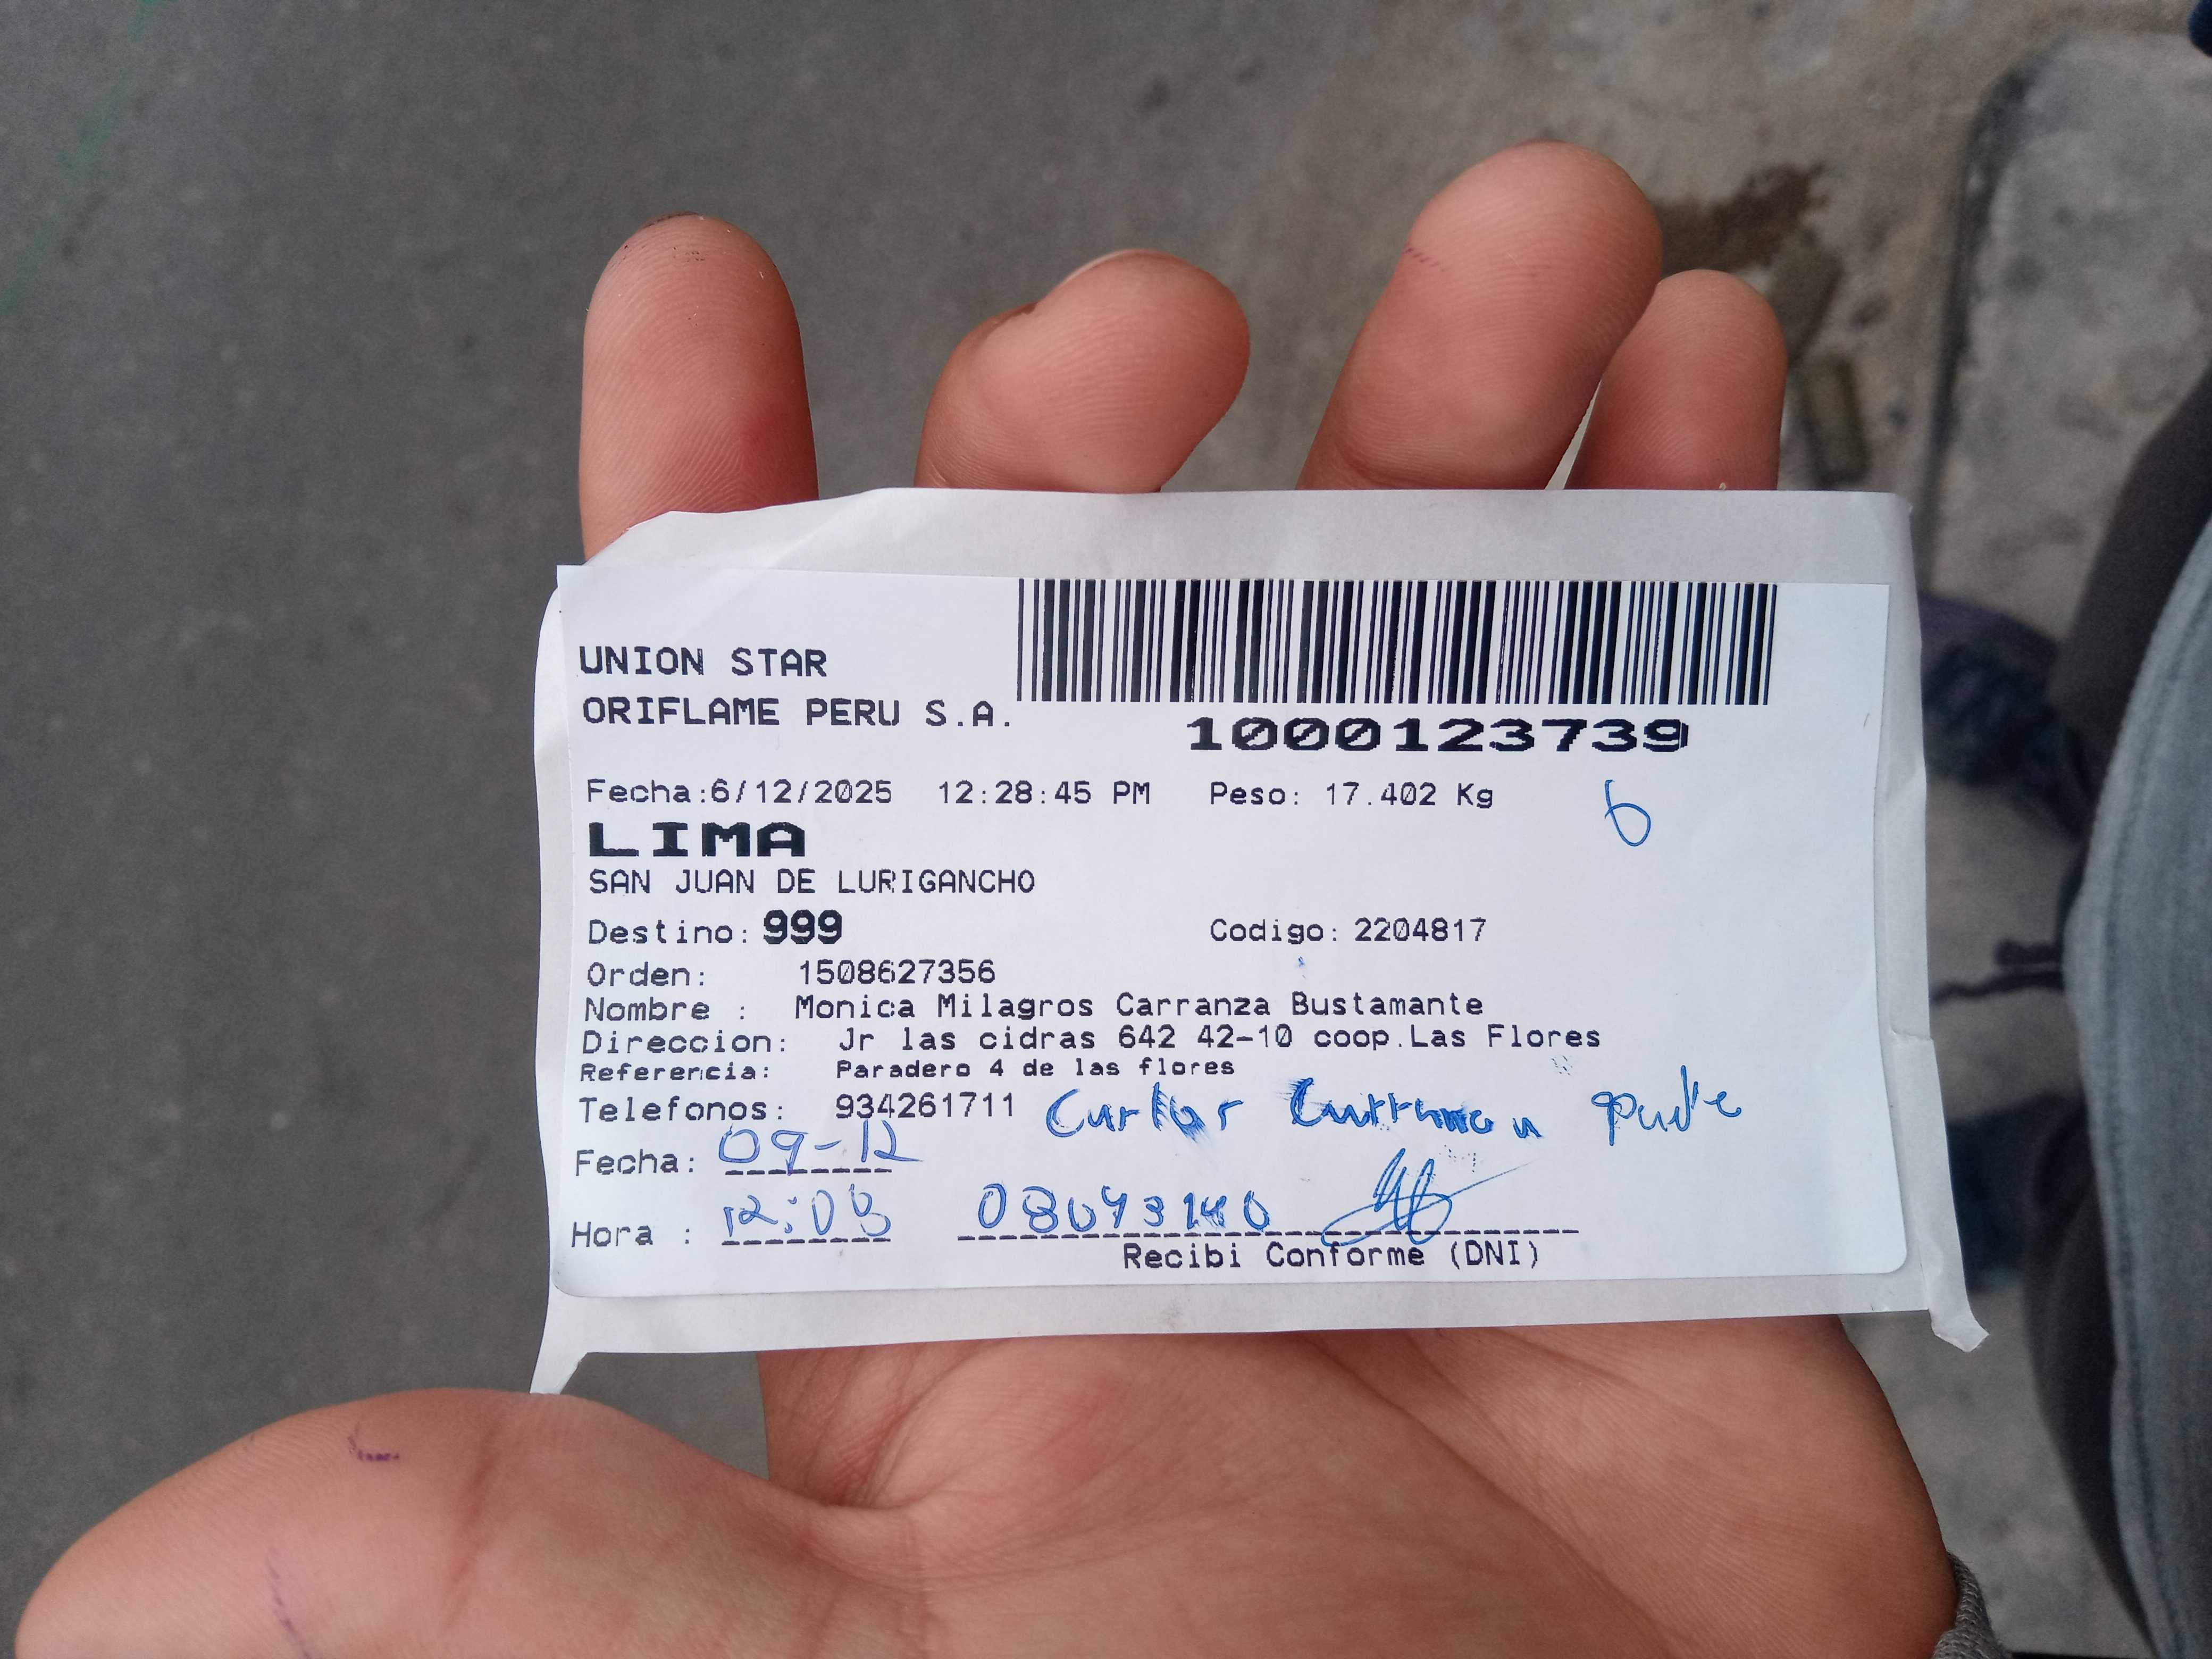 UNION STAR
ORIFLAME PERU S.A.
1000123739
Fecha:6/12/2025 12:28:45 PM Peso: 17.402 Kg 6
LIMA
SAN JUAN DE LURIGANCHO
Destino: 999 Codigo: 2204817
Orden: 1508627356
Nombre : Monica Milagros Carranza Bustamante
Direccion: Jr las cidras 642 42-10 coop.Las Flores
Referencia: Paradero 4 de las flores
Telefonos: 934261711
Fecha: 09-12
Hora : 12:08
Recibi Conforme (DNI)